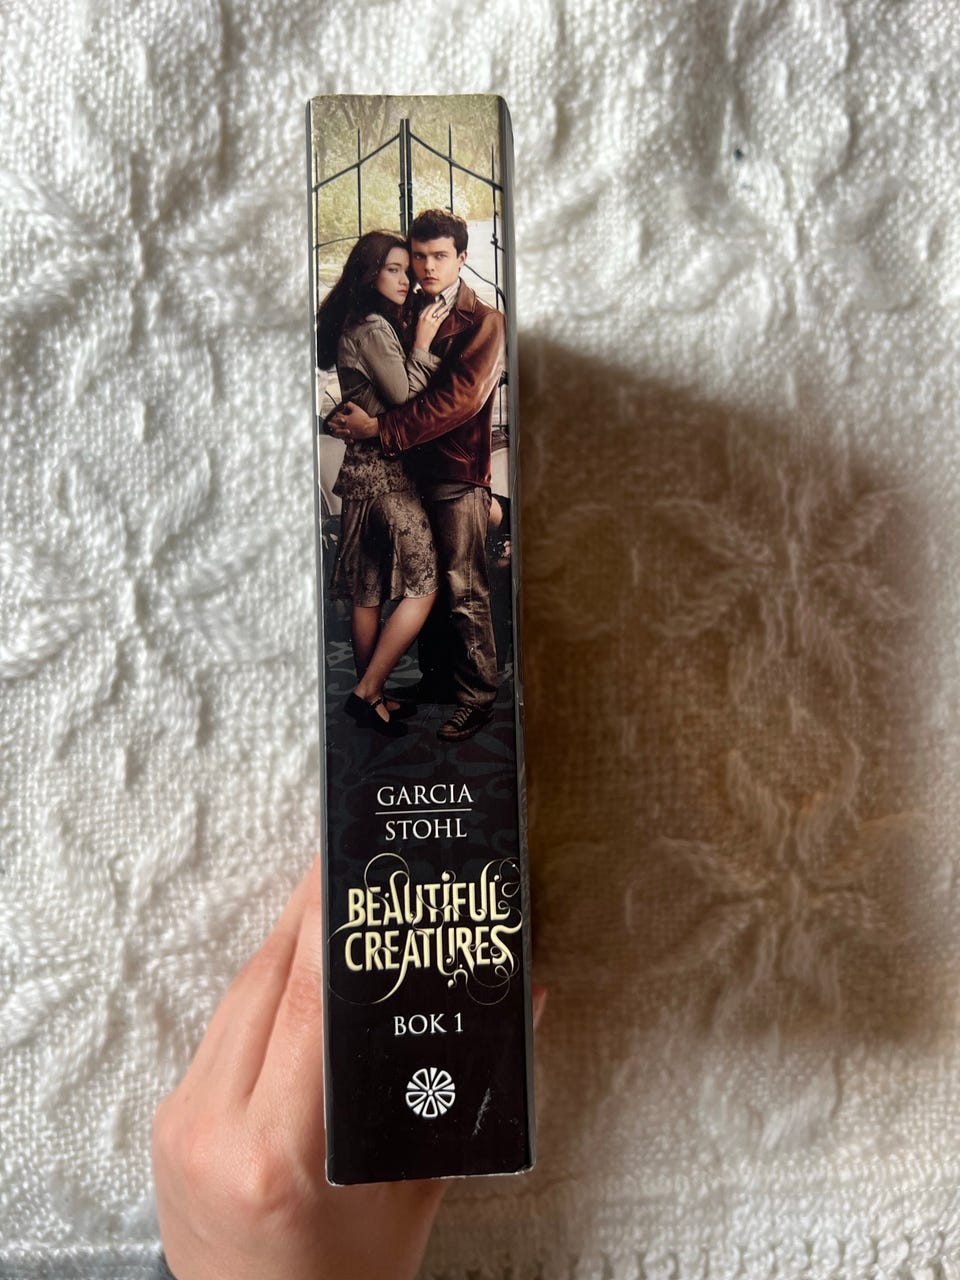 GARCIA
STOHL
BEAUTIFUL
CREATURES
BOK 1